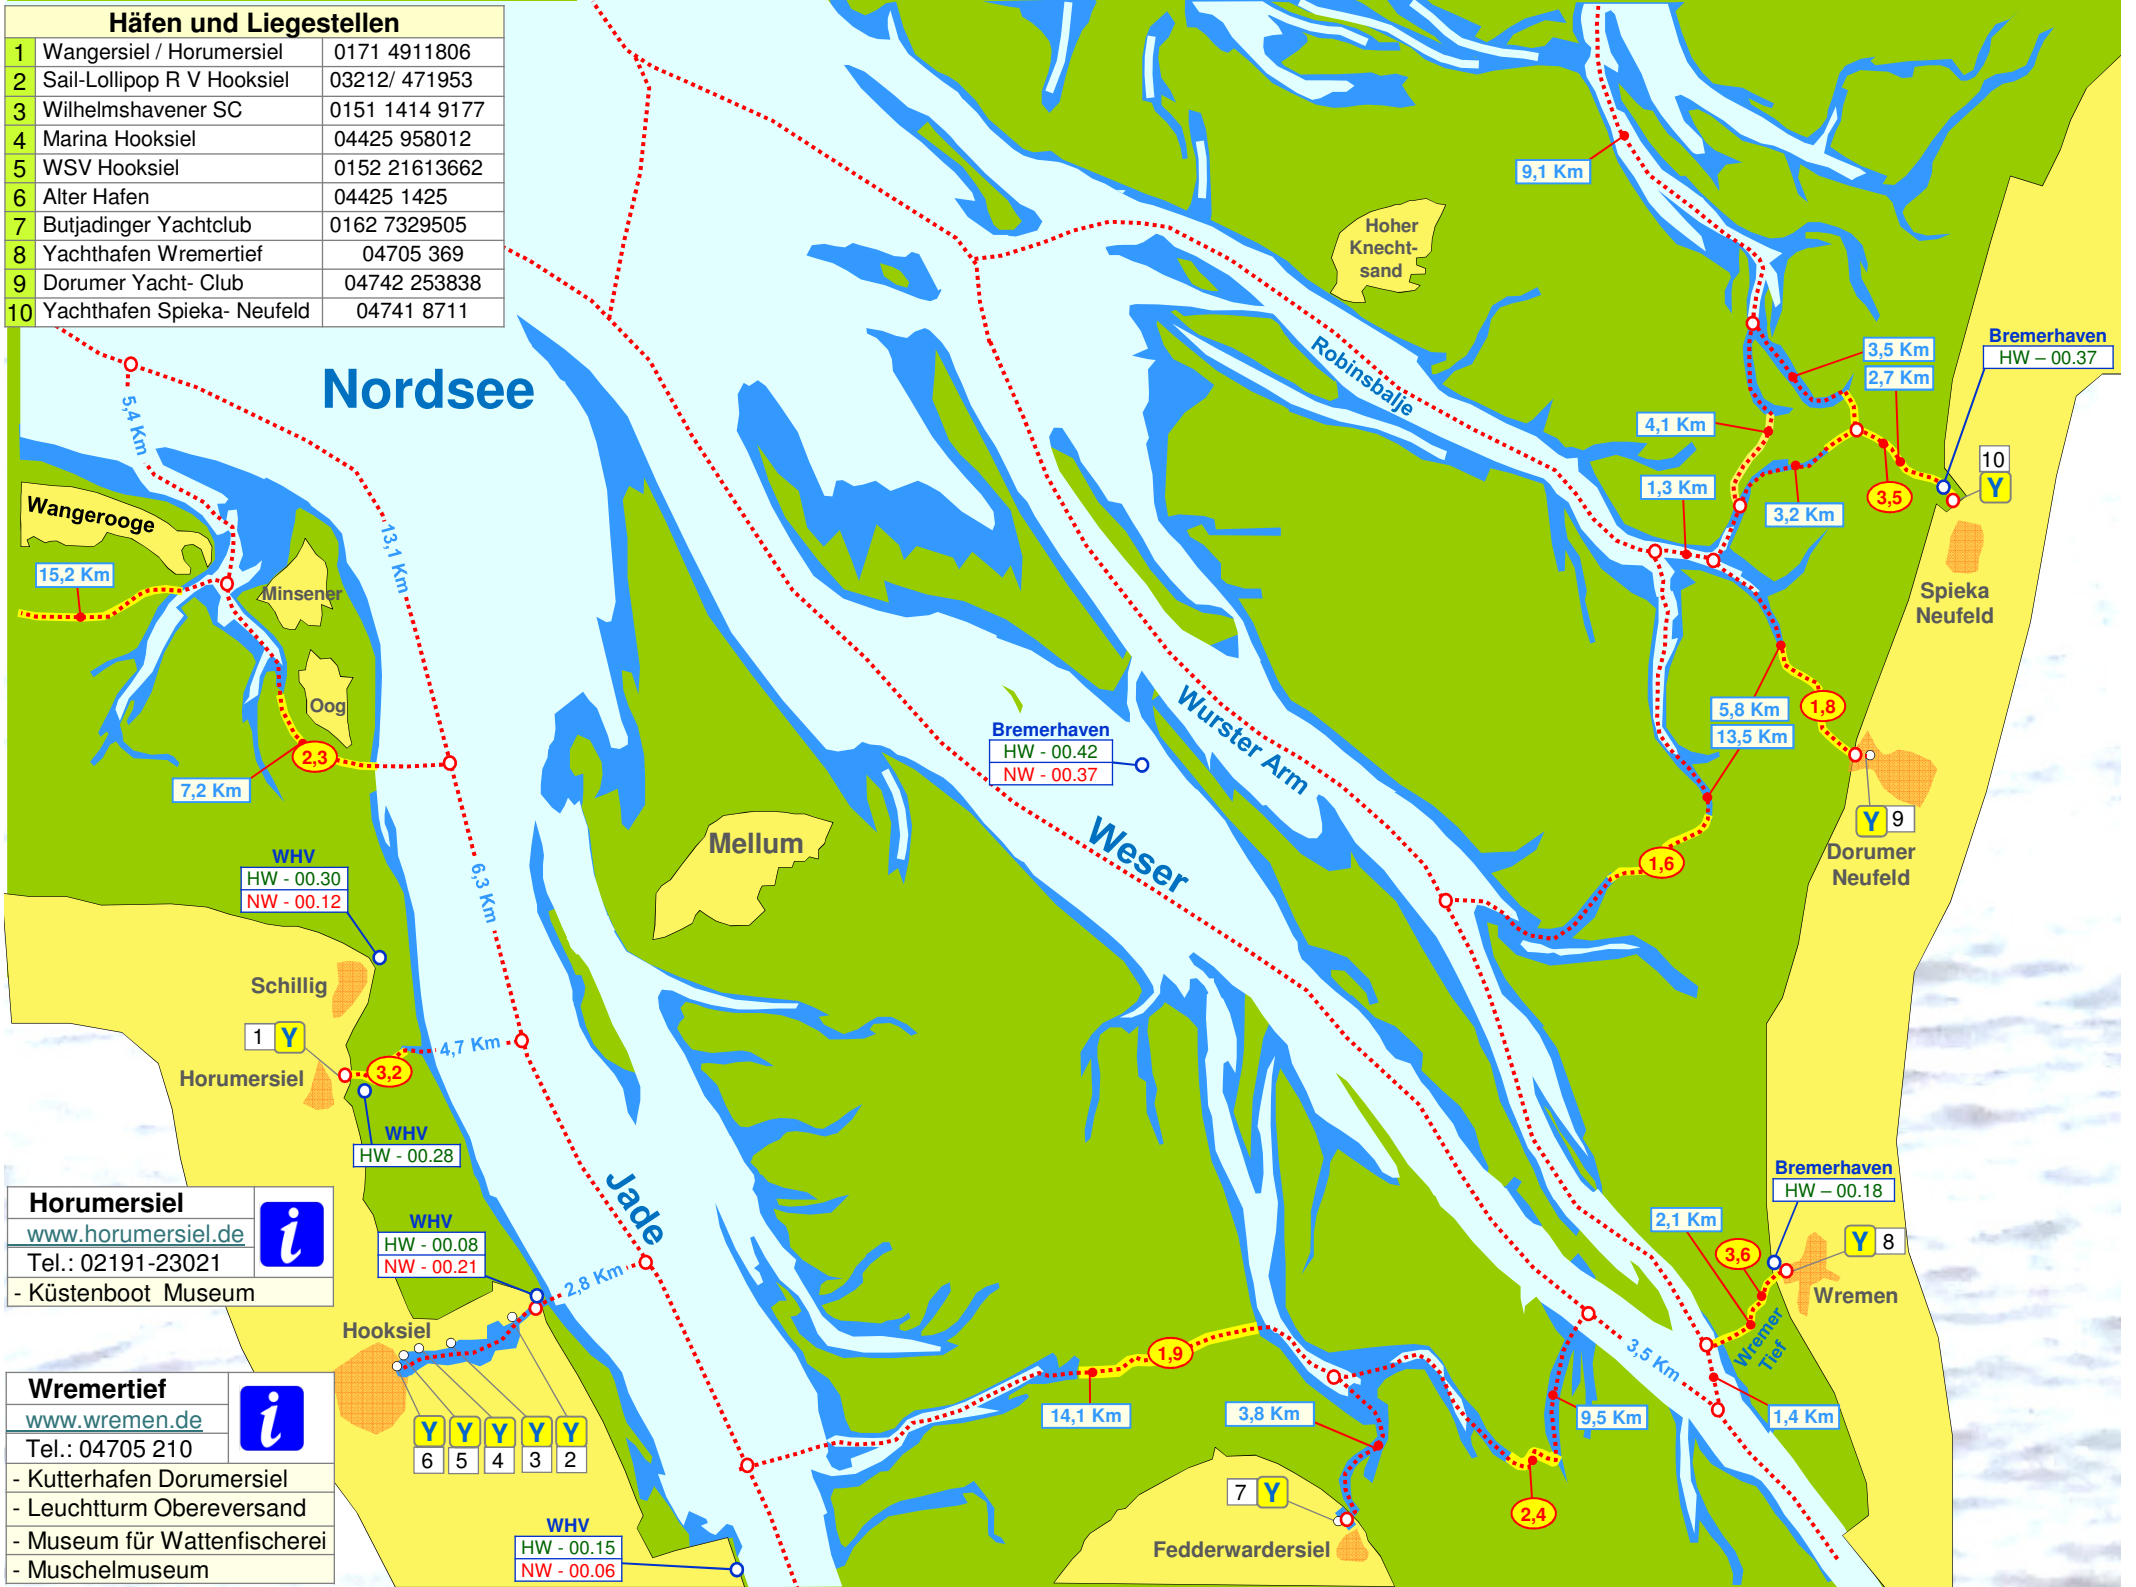 Häfen und Liegestellen
1 Wangersiel / Horumersiel 0171 4911806
2 Sail-Lollipop R V Hooksiel 03212/ 471953
3 Wilhelmshavener SC 0151 1414 9177
4 Marina Hooksiel 04425 958012
5 WSV Hooksiel 0152 21613662
6 Alter Hafen 04425 1425
7 Butjadinger Yachtclub 0162 7329505
8 Yachthafen Wremertief 04705 369
9 Dorumer Yacht- Club 04742 253838
10 Yachthafen Spieka- Neufeld 04741 8711
9,1 Km
Hoher
Knecht-
sand
Nordsee
5,4 Km
Robinsbalje
3,5 Km
2,7 Km
Bremerhaven
HW – 00.37
4,1 Km
10
Y
1,3 Km
3,2 Km
3,5
Wangerooge
13,1 Km
15,2 Km
Minsener
Spieka
Neufeld
Oog
2,3
7,2 Km
Bremerhaven
HW - 00.42
NW - 00.37
Wurster Arm
5,8 Km
13,5 Km
1,8
Y 9
Dorumer
Neufeld
Mellum
Weser
1,6
WHV
HW - 00.30
NW - 00.12
6,3 Km
Schillig
1 Y
4,7 Km
Horumersiel
3,2
WHV
HW - 00.28
Jade
Horumersiel
www.horumersiel.de
Tel.: 02191-23021
- Küstenboot Museum
i
WHV
HW - 00.08
NW - 00.21
2,8 Km
Bremerhaven
HW – 00.18
2,1 Km
3,6
Y 8
Wremen
Wremer
Tief
Hooksiel
3,5 Km
1,9
14,1 Km
3,8 Km
9,5 Km
1,4 Km
Wremertief
www.wremen.de
Tel.: 04705 210
- Kutterhafen Dorumersiel
- Leuchtturm Obereversand
- Museum für Wattenfischerei
- Muschelmuseum
i
Y Y Y Y Y
6 5 4 3 2
7 Y
2,4
Fedderwardersiel
WHV
HW - 00.15
NW - 00.06